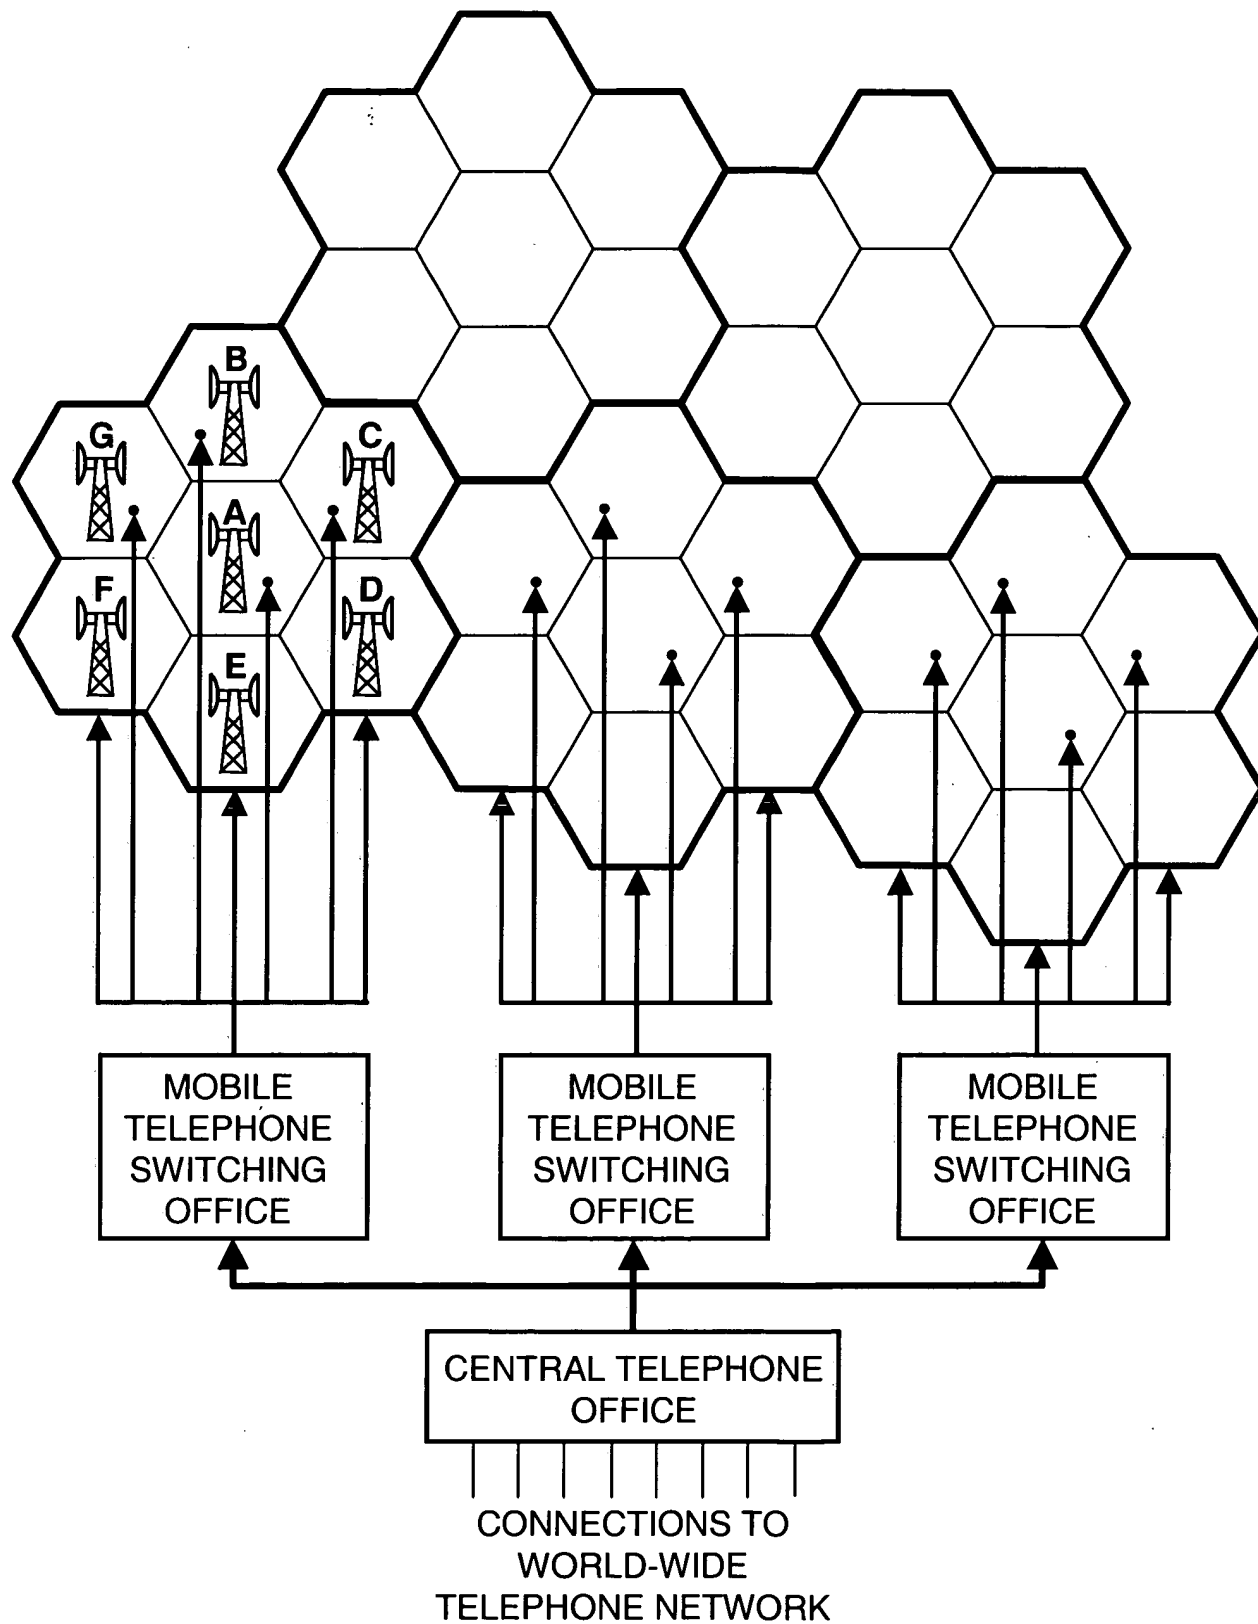 B
G
C
A
F
D
E
MOBILE
TELEPHONE
SWITCHING
OFFICE
MOBILE
TELEPHONE
SWITCHING
OFFICE
MOBILE
TELEPHONE
SWITCHING
OFFICE
CENTRAL TELEPHONE
OFFICE
CONNECTIONS TO
WORLD-WIDE
TELEPHONE NETWORK